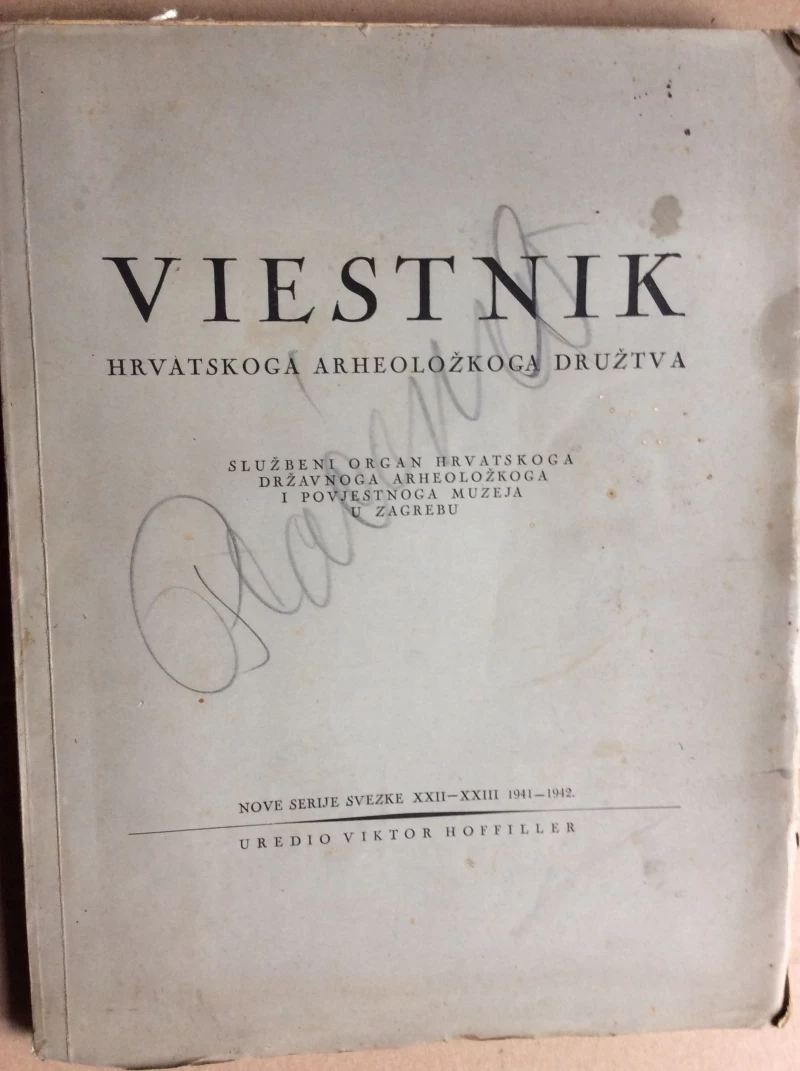 VIESTNIK
HRVATSKOGA ARHEOLOŽKOGA DRUŽTVA
SLUŽBENI ORGAN HRVATSKOGA
DRŽAVNOGA ARHEOLOŽKOGA
I POVJESTNOGA MUZEJA
U ZAGREBU
NOVE SERIJE SVEZKE XXII—XXIII 1941—1942.
UREDIO VIKTOR HOFFILLER